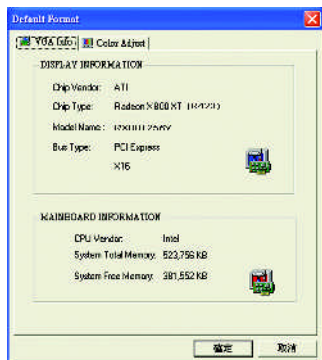 Default Format
VGA Info Color Adjust
DISPLAY INFORMATION
Chip Vendor: ATI
Chip Type: Radeon X800 XT (R423)
Model Name:
Bus Type: PCI Express
X16
MAINBOARD INFORMATION
CPU Vendor: Intel
System Total Memory: 523,756 KB
System Free Memory: 381,552 KB
確定 取消